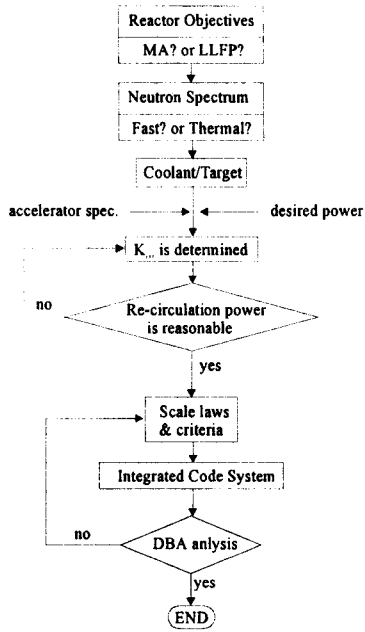 Reactor Objectives
MA? or LLFP?
Neutron Spectrum
Fast? or Thermal?
Coolant/Target
accelerator spec.
desired power
K is determined
no
Re-circulation power
is reasonable
yes
Scale laws
& criteria
Integrated Code System
no
DBA anlysis
yes
END